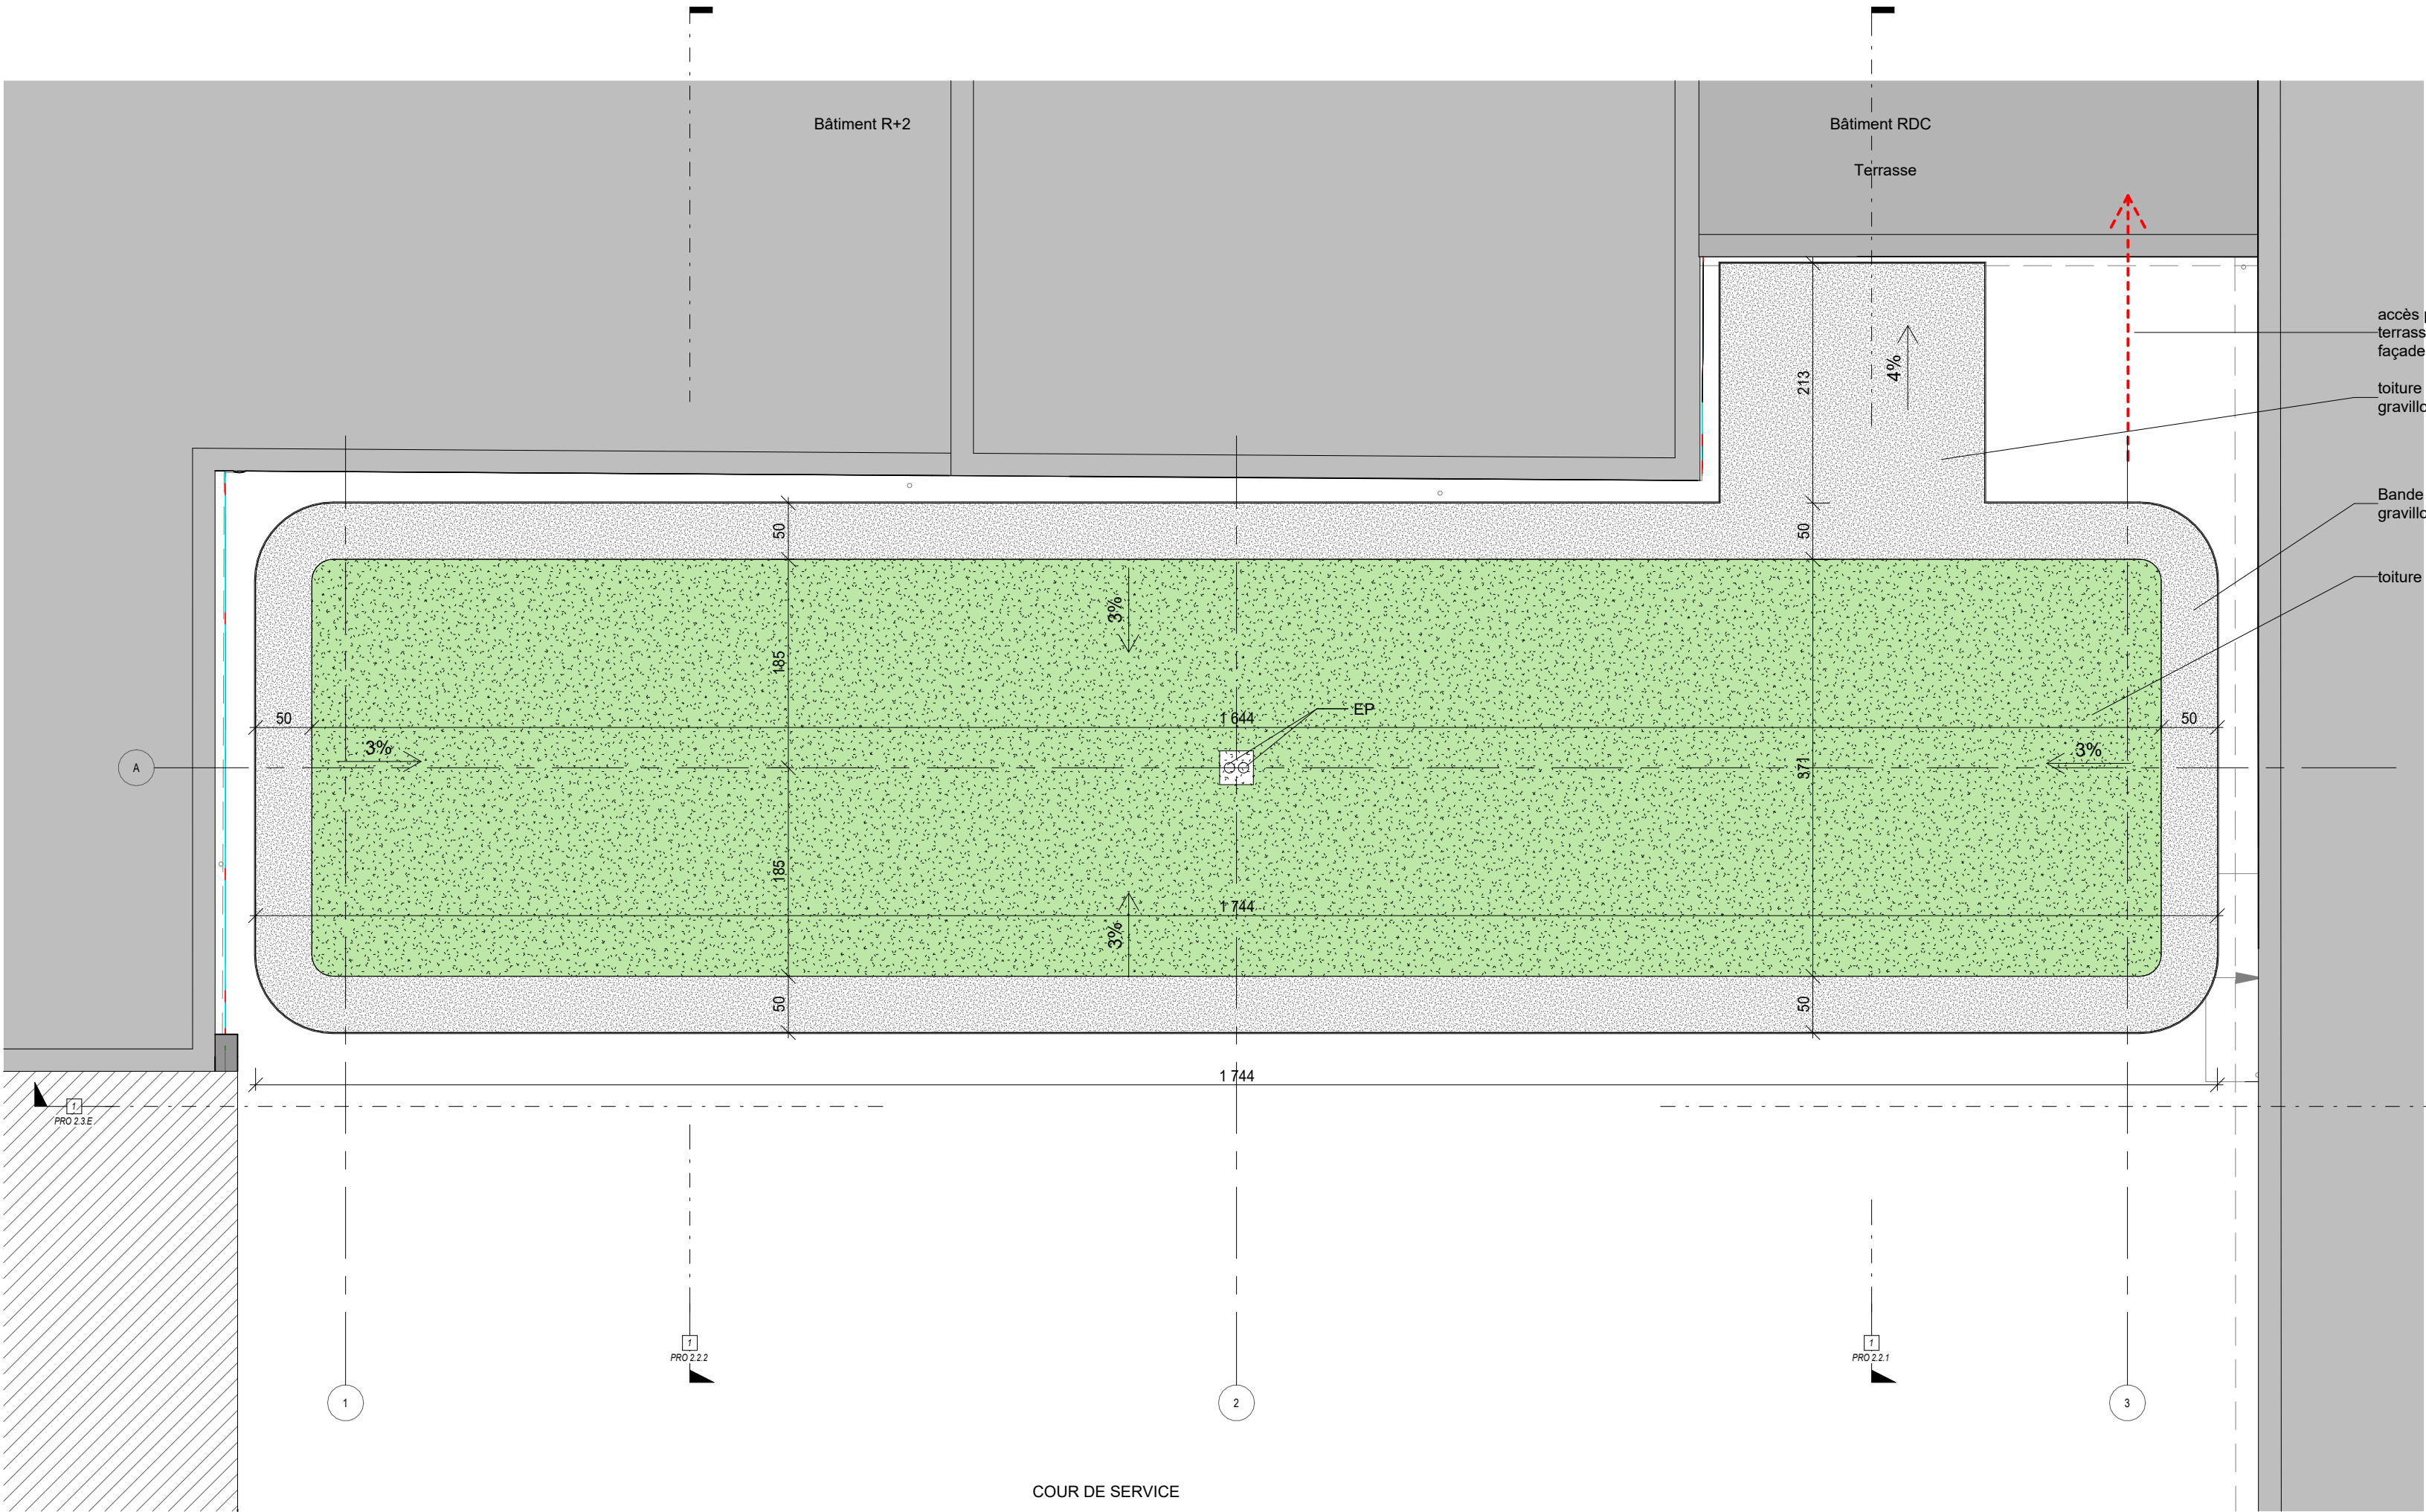 Bâtiment R+2
Bâtiment RDC
Terrasse
accès
terrass
façade
213
4%
toiture
gravillo
Bande
gravillo
50
50
toiture
3%
185
50
1 644
EP
50
3%
3%
A
371
185
1 744
3%
50
50
1 744
1
PRO 2.3.E
1
PRO 2.2.2
1
PRO 2.2.1
1
2
3
COUR DE SERVICE